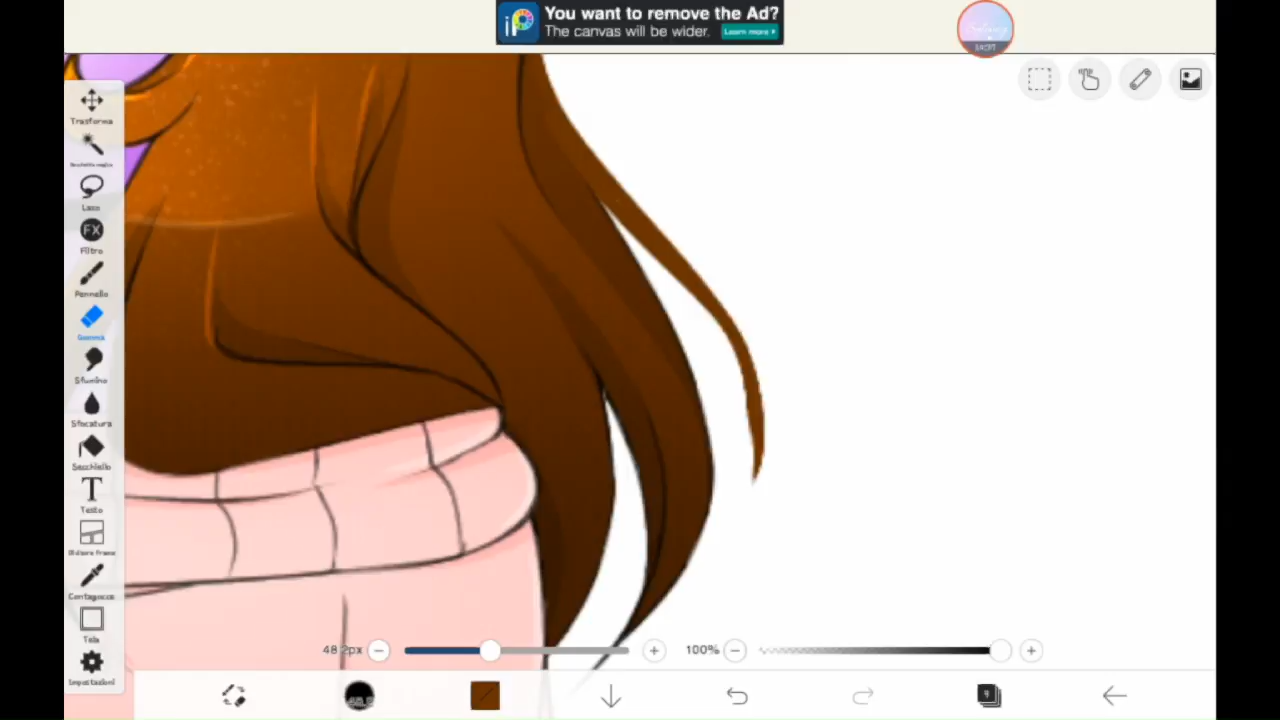 You want to remove the Ad?
The canvas will be wider.
Learn more >
Trasforma
Lazo
FX
Filtro
Pennello
Gomma
Sfumino
Sfocatura
Secchiello
T
Testo
Divisore frame
Contagocce
Tela
Impostazioni
48.2px
100%
9